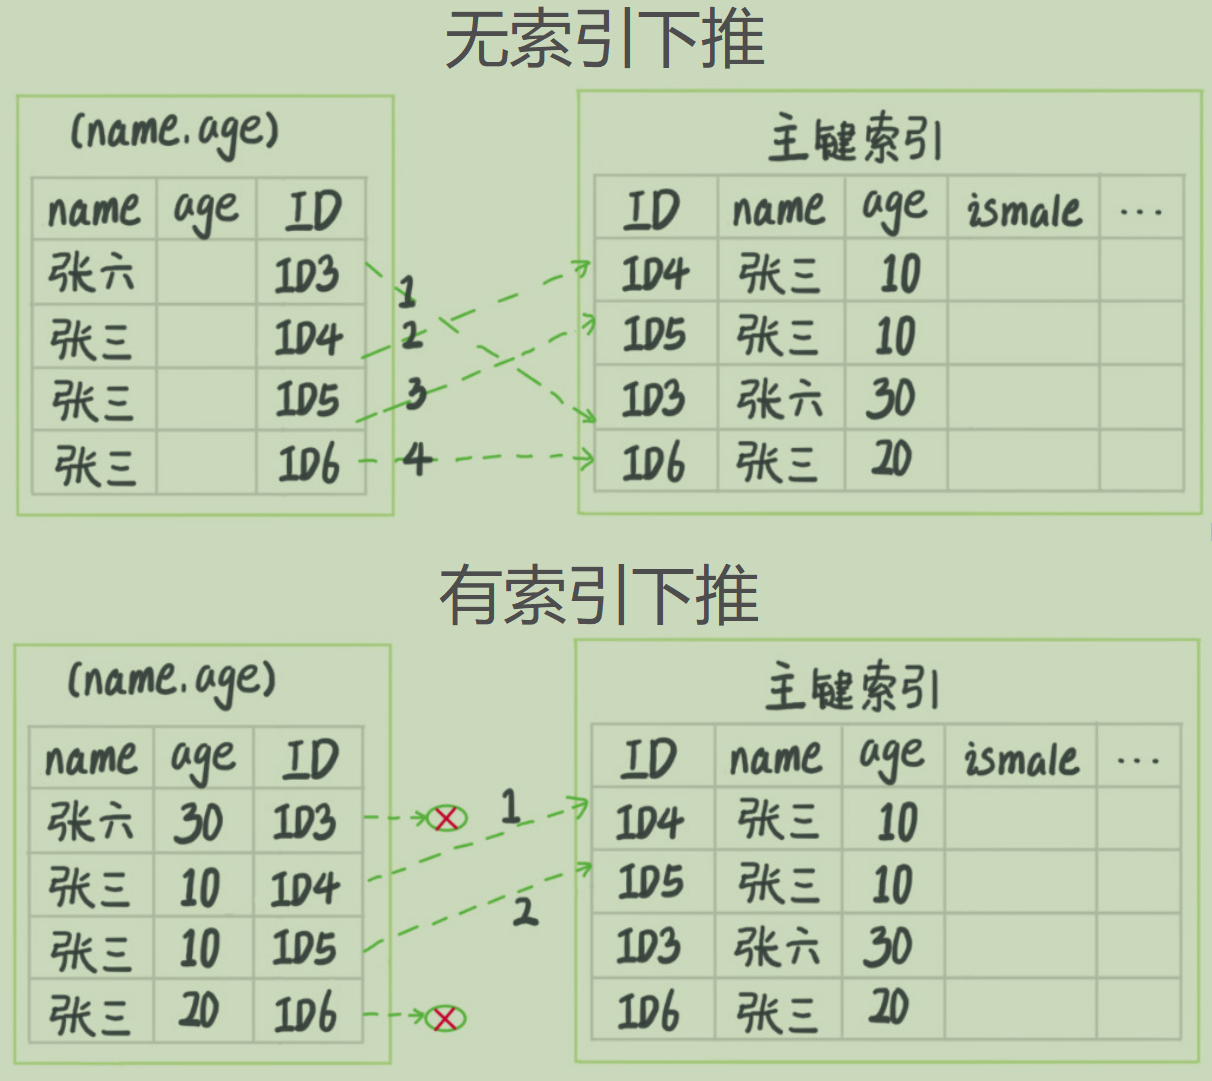 无索引下推
(name.age)
name age ID
张六 ID3
张三 ID4
张三 ID5
张三 ID6
1
2
3
4
主键索引
ID name age ismale ...
ID4 张三 10
ID5 张三 10
ID3 张六 30
ID6 张三 20
有索引下推
(name.age)
name age ID
张六 30 ID3
张三 10 ID4
张三 10 ID5
张三 20 ID6
1
2
主键索引
ID name age ismale ...
ID4 张三 10
ID5 张三 10
ID3 张六 30
ID6 张三 20